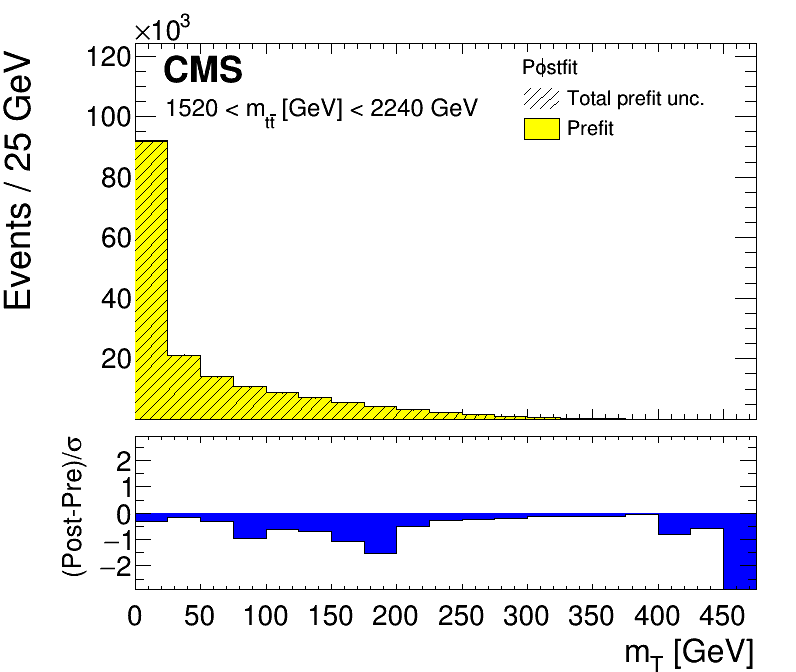 ×10³
Events / 25 GeV
120
100
80
60
40
20
CMS
1520 < m_tt̄ [GeV] < 2240 GeV
Postfit
Total prefit unc.
Prefit
(Post-Pre)/σ
2
1
0
−1
−2
0 50 100 150 200 250 300 350 400 450
m_T [GeV]